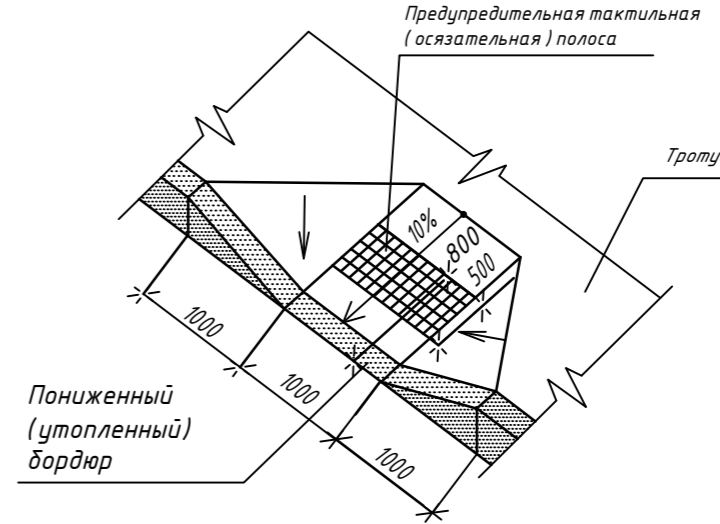 Предупредительная тактильная
(осязательная) полоса
Троту
10%
800
500
1000
1000
1000
Пониженный
(утопленный)
бордюр